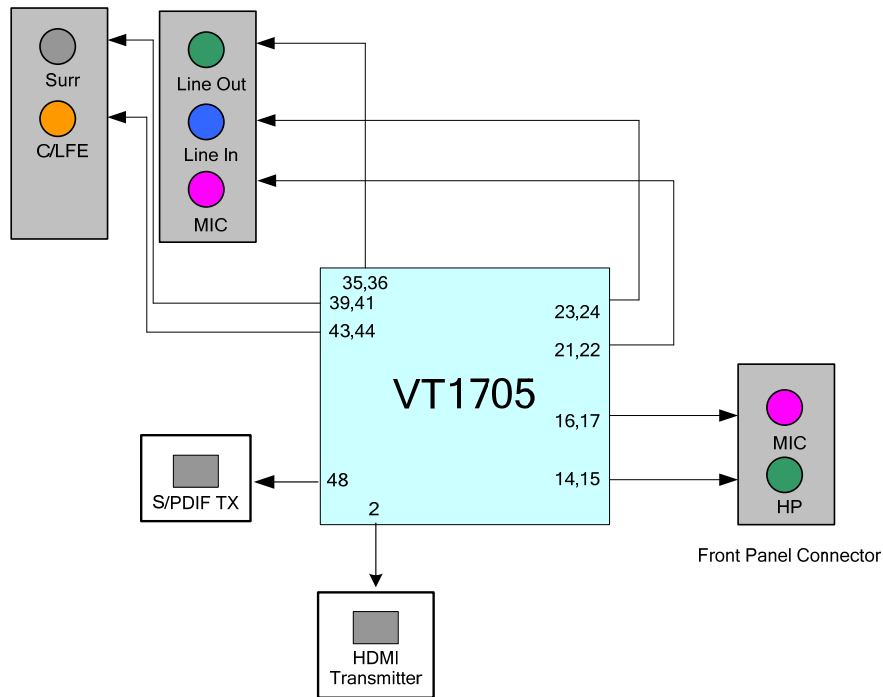 Surr
C/LFE
Line Out
Line In
MIC
35,36
39,41
43,44
23,24
21,22
VT1705
16,17
14,15
48
2
MIC
HP
Front Panel Connector
S/PDIF TX
HDMI
Transmitter